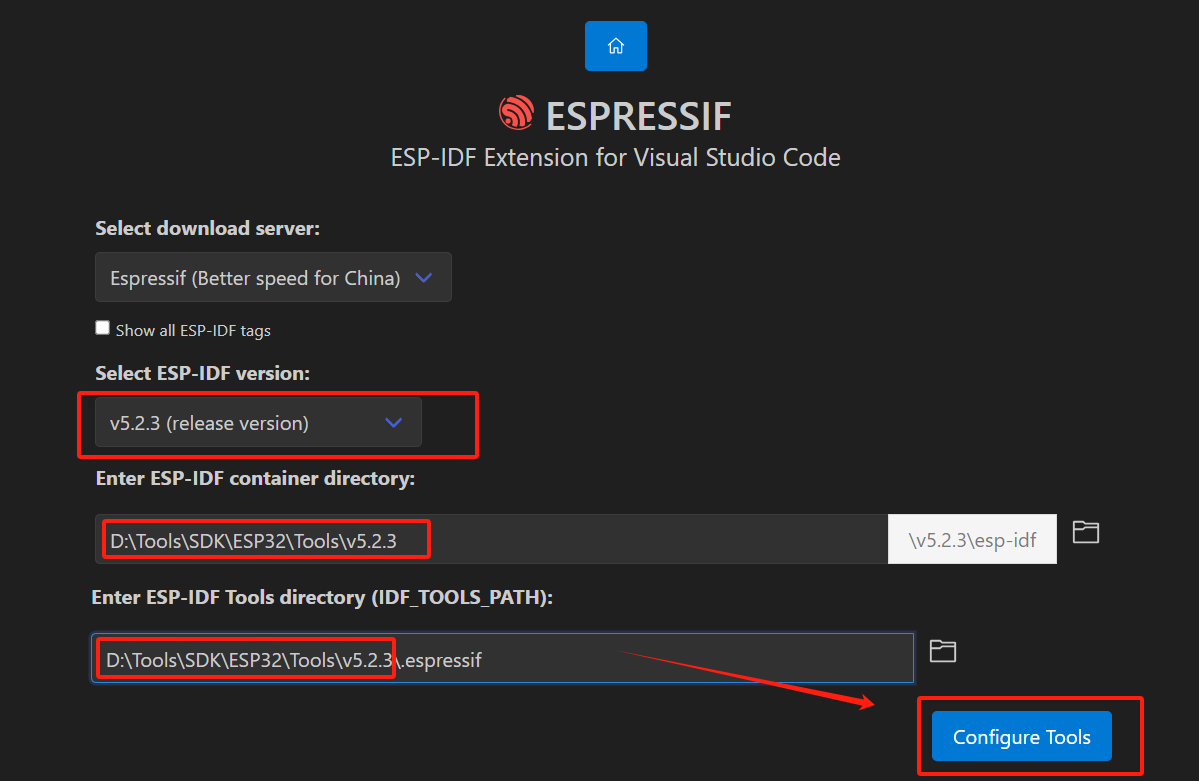 ESPRESSIF
ESP-IDF Extension for Visual Studio Code
Select download server:
Espressif (Better speed for China)
Show all ESP-IDF tags
Select ESP-IDF version:
v5.2.3 (release version)
Enter ESP-IDF container directory:
D:\Tools\SDK\ESP32\Tools\v5.2.3 \v5.2.3\esp-idf
Enter ESP-IDF Tools directory (IDF_TOOLS_PATH):
D:\Tools\SDK\ESP32\Tools\v5.2.3\.espressif
Configure Tools